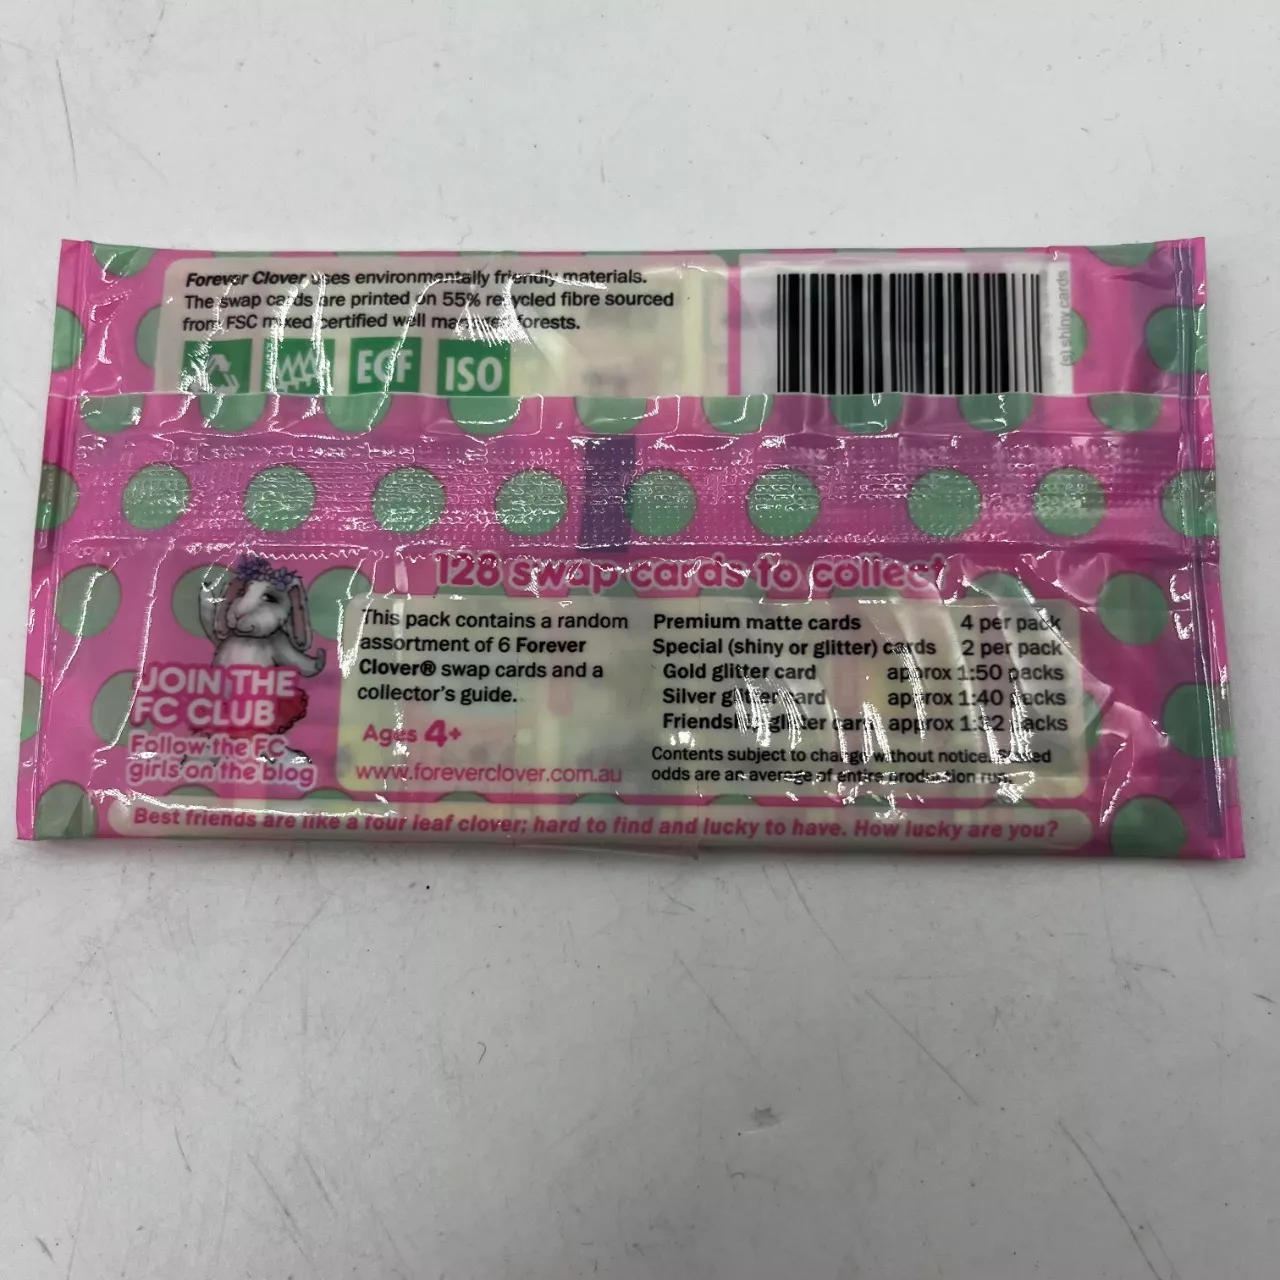 Forever Clover uses environmentally friendly materials.
The swap cards are printed on 55% recycled fibre sourced
from FSC mixed certified well managed forests.
ECF ISO
(s) shiny cards
128 swap cards to collect
JOIN THE
FC CLUB
Follow the FC
girls on the blog
This pack contains a random
assortment of 6 Forever
Clover® swap cards and a
collector's guide.
Ages 4+
www.foreverclover.com.au
Premium matte cards 4 per pack
Special (shiny or glitter) cards 2 per pack
Gold glitter card approx 1:50 packs
Silver glitter card approx 1:40 packs
Friendship glitter card approx packs
Contents subject to change without notice. Stated
odds are an average of entire production run.
Best friends are like a four leaf clover; hard to find and lucky to have. How lucky are you?